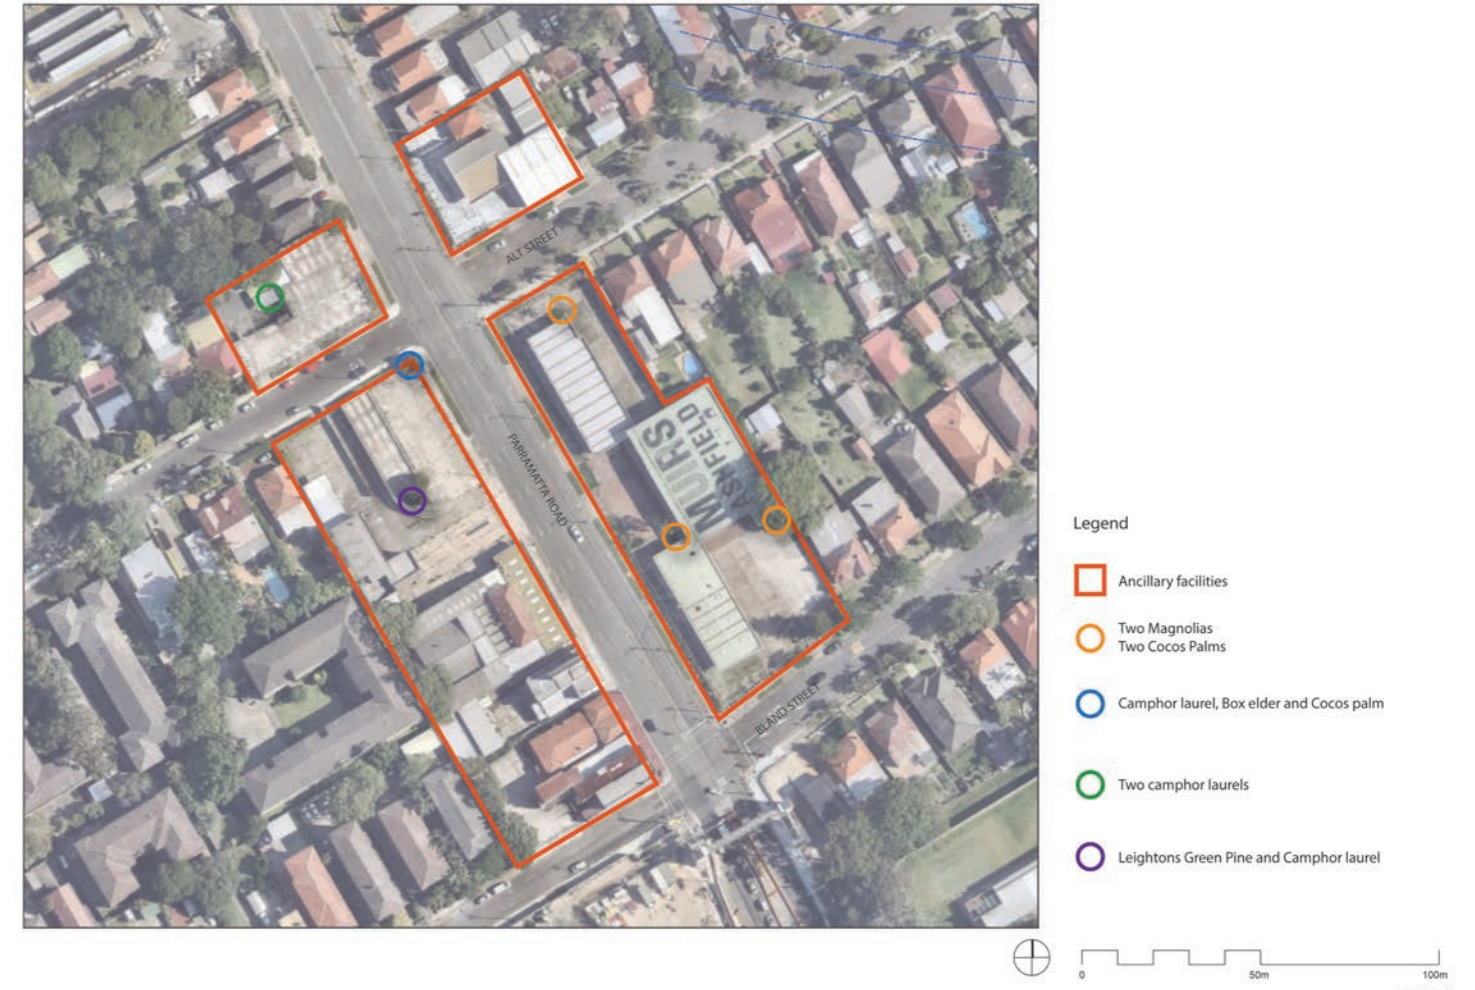 ALT STREET
MUIRS
ASHFIELD
PARRAMATTA ROAD
BLAND STREET
Legend
Ancillary facilities
Two Magnolias
Two Cocos Palms
Camphor laurel, Box elder and Cocos palm
Two camphor laurels
Leightons Green Pine and Camphor laurel
0
50m
100m